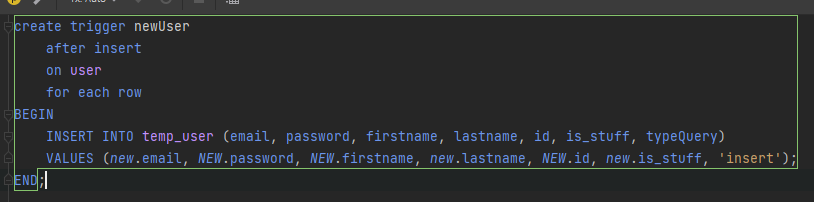 create trigger newUser
after insert
on user
for each row
BEGIN
INSERT INTO temp_user (email, password, firstname, lastname, id, is_stuff, typeQuery)
VALUES (new.email, NEW.password, NEW.firstname, new.lastname, NEW.id, new.is_stuff, 'insert');
END;